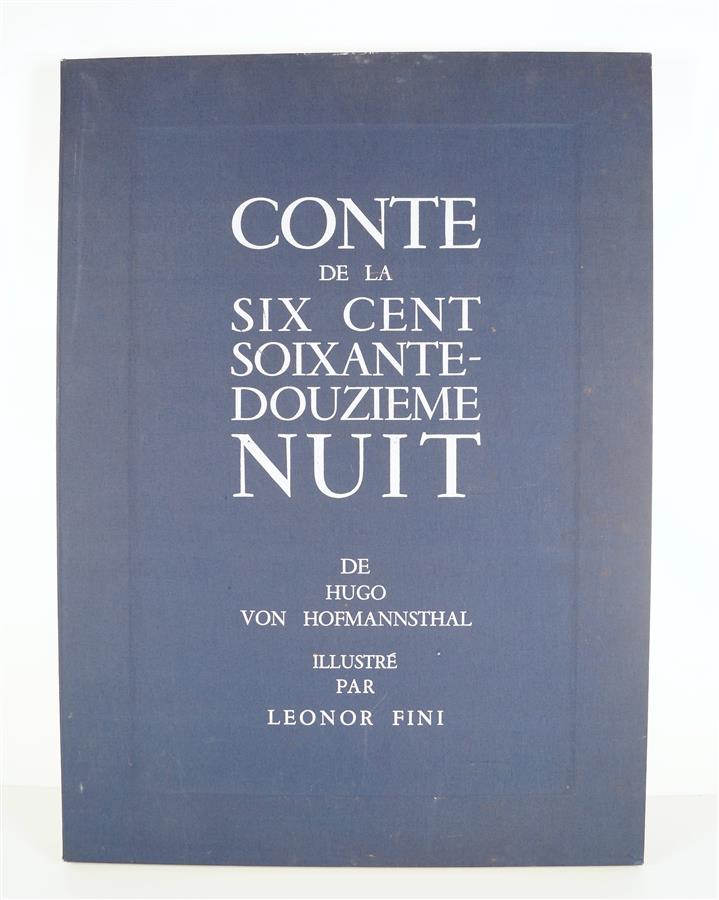 CONTE
DE LA
SIX CENT
SOIXANTE-
DOUZIEME
NUIT
DE
HUGO
VON HOFMANNSTHAL
ILLUSTRÉ
PAR
LEONOR FINI